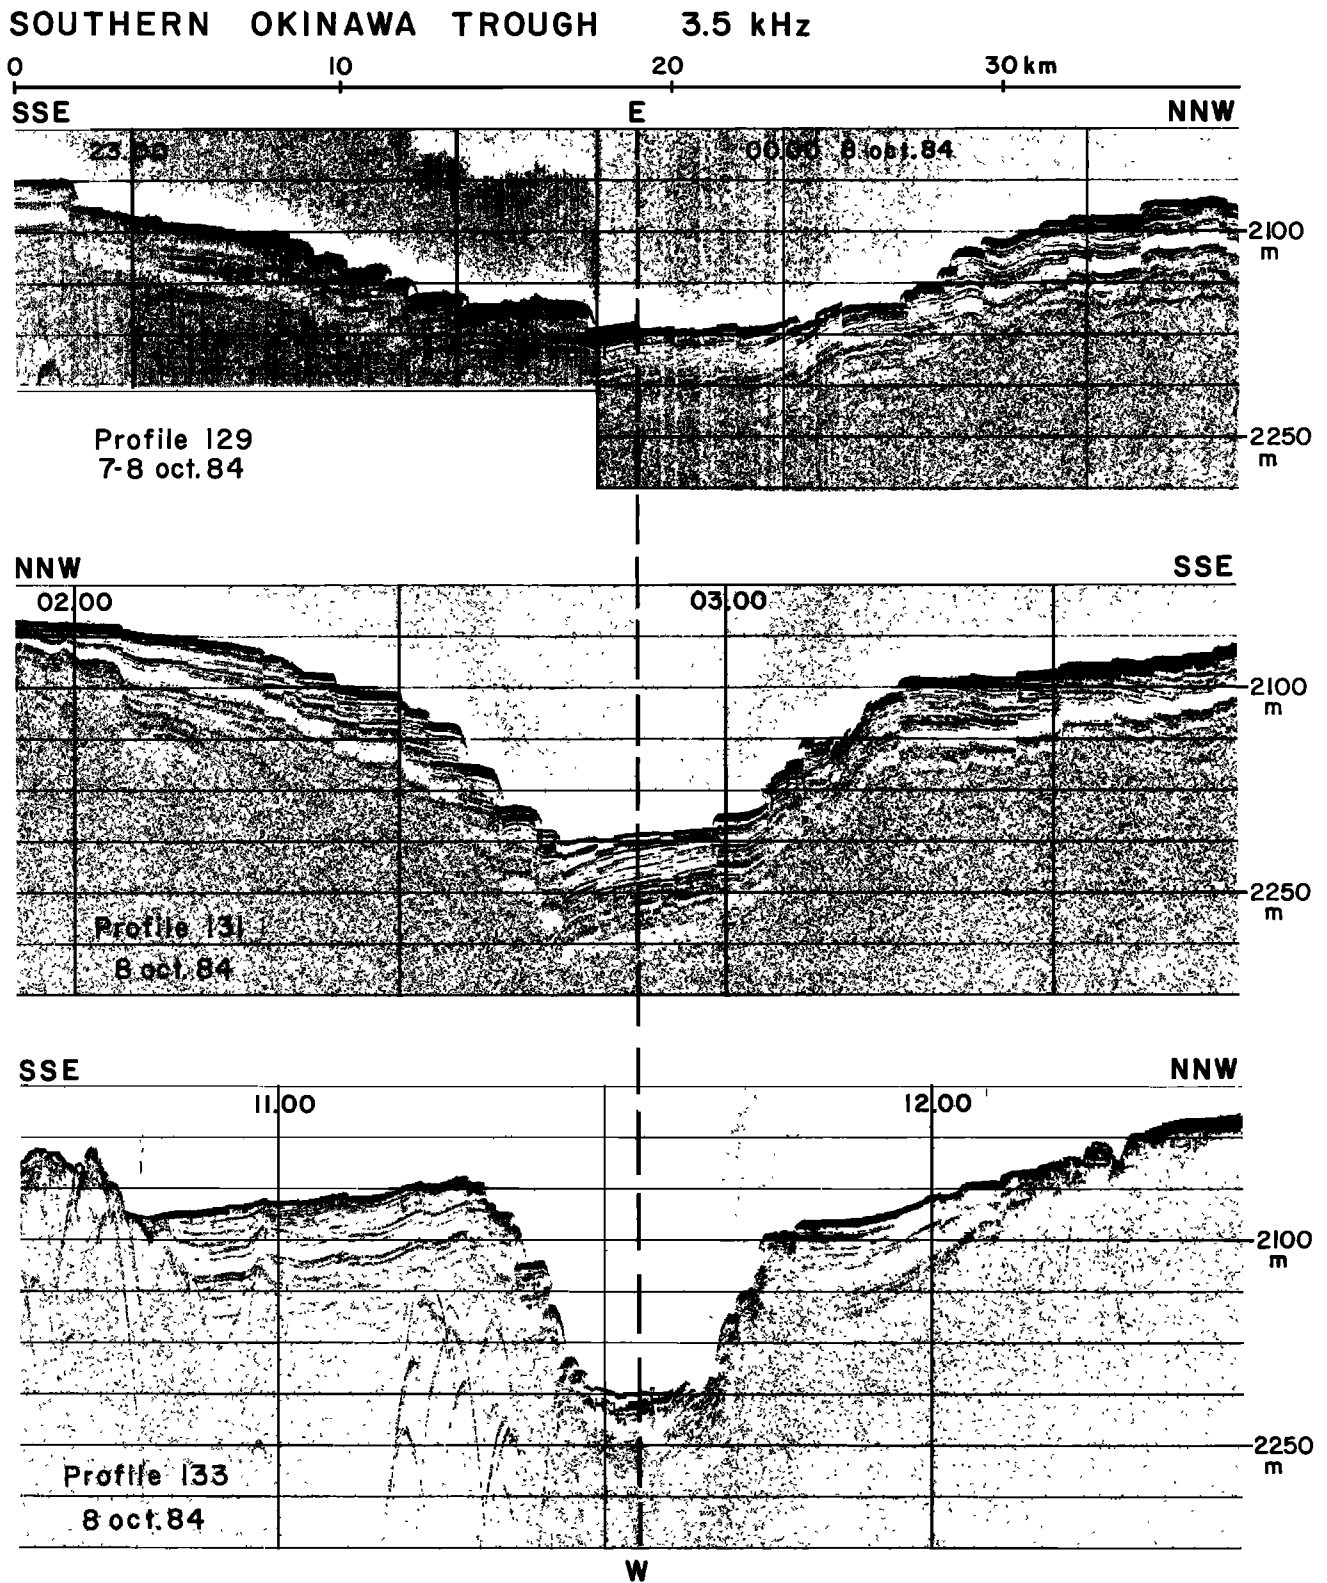 SOUTHERN OKINAWA TROUGH 3.5 kHz
0 10 20 30 km
SSE E NNW
23.00 00.00 8 oct. 84
2100
m
2250
m
Profile 129
7-8 oct. 84
NNW SSE
02.00 03.00
2100
m
2250
m
Profile 131
8 oct. 84
SSE NNW
11.00 12.00
2100
m
2250
m
Profile 133
8 oct. 84
W